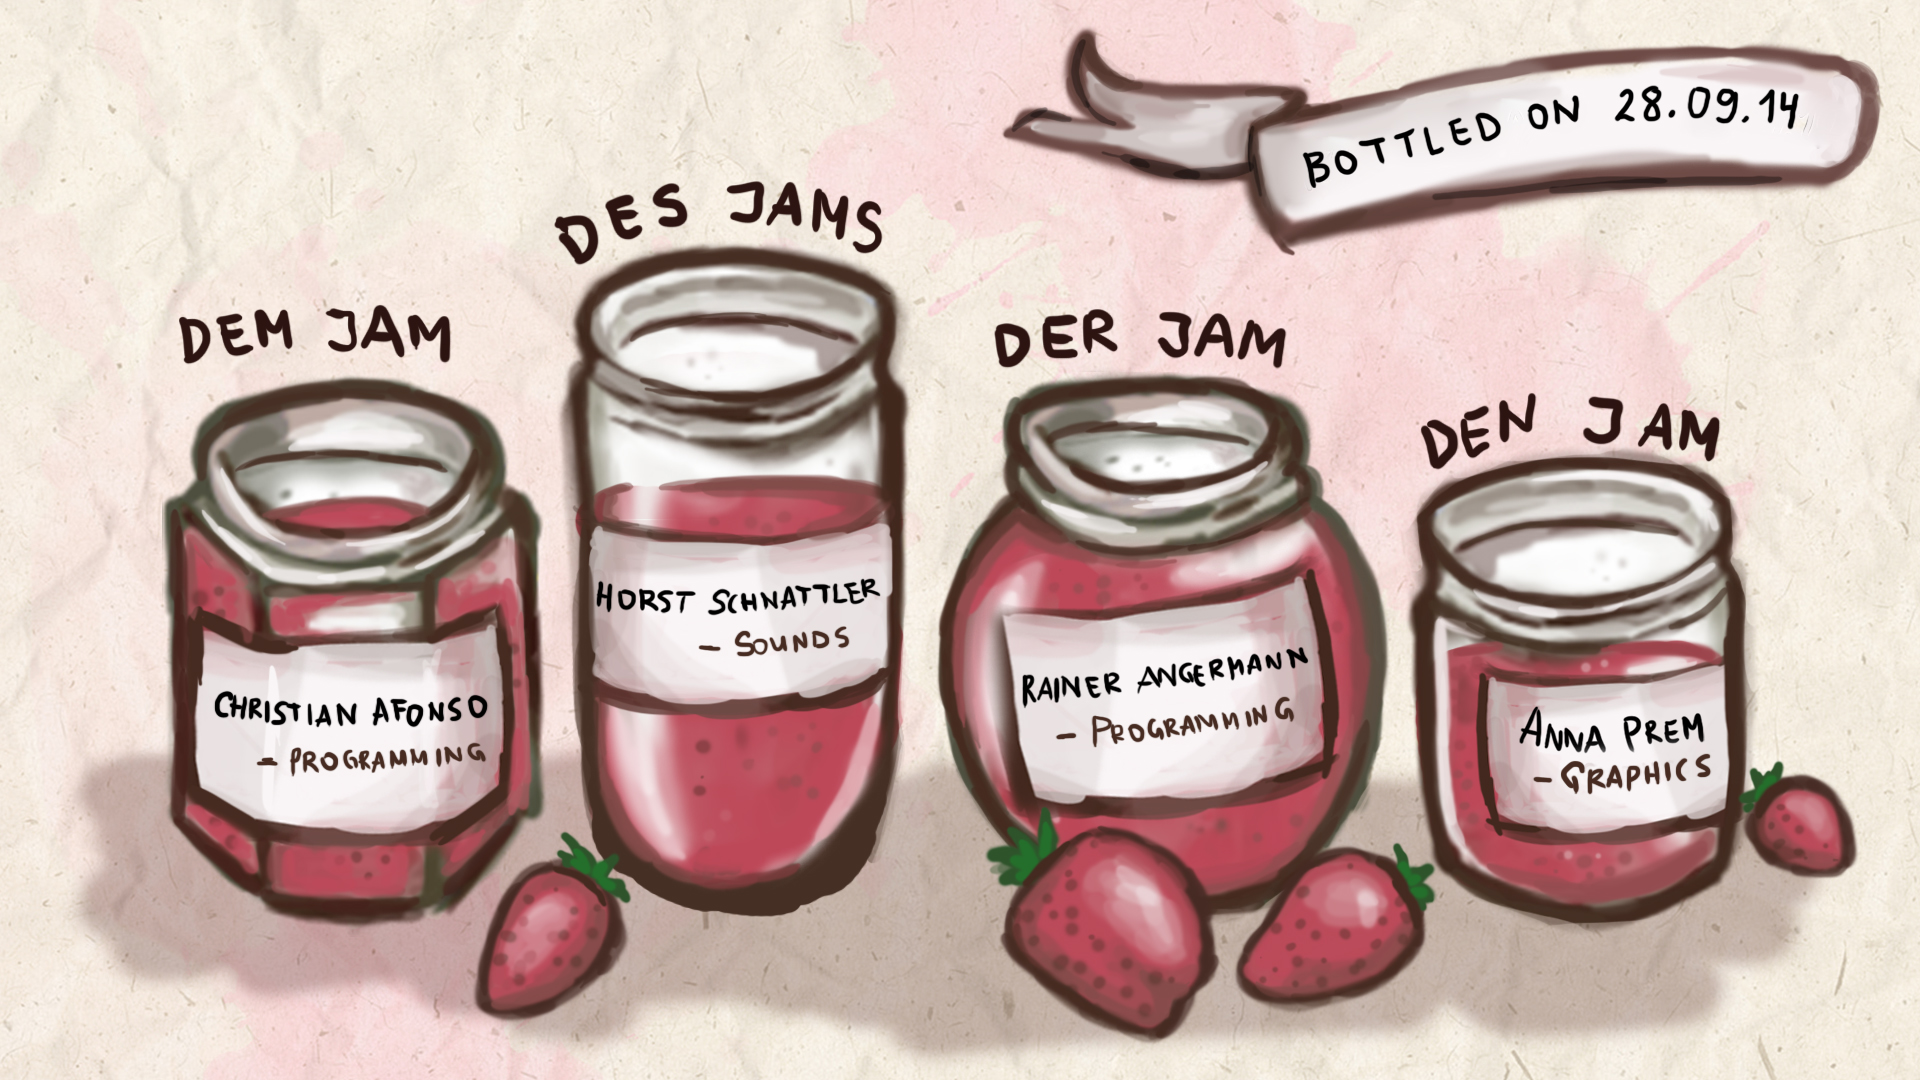 BOTTLED ON 28.09.14
DEM JAM
CHRISTIAN AFONSO
- PROGRAMMING
DES JAMS
HORST SCHNATTLER
- SOUNDS
DER JAM
RAINER ANGERMANN
- PROGRAMMING
DEN JAM
ANNA PREM
- GRAPHICS